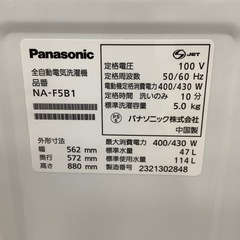 Panasonic
全自動電気洗濯機
品番
NA-F5B1
外形寸法
幅 562 mm
奥行 572 mm
高さ 880 mm
S JET
定格電圧 100 V
定格周波数 50/60 Hz
電動機定格消費電力 400/430 W
定格時間 洗いのみ 10 分
標準洗濯容量 5.0 kg
パナソニック株式会社
中国製
最大消費電力 400/430 W
標準水量 47 L
標準使用水量 114 L
製造番号 2321302848